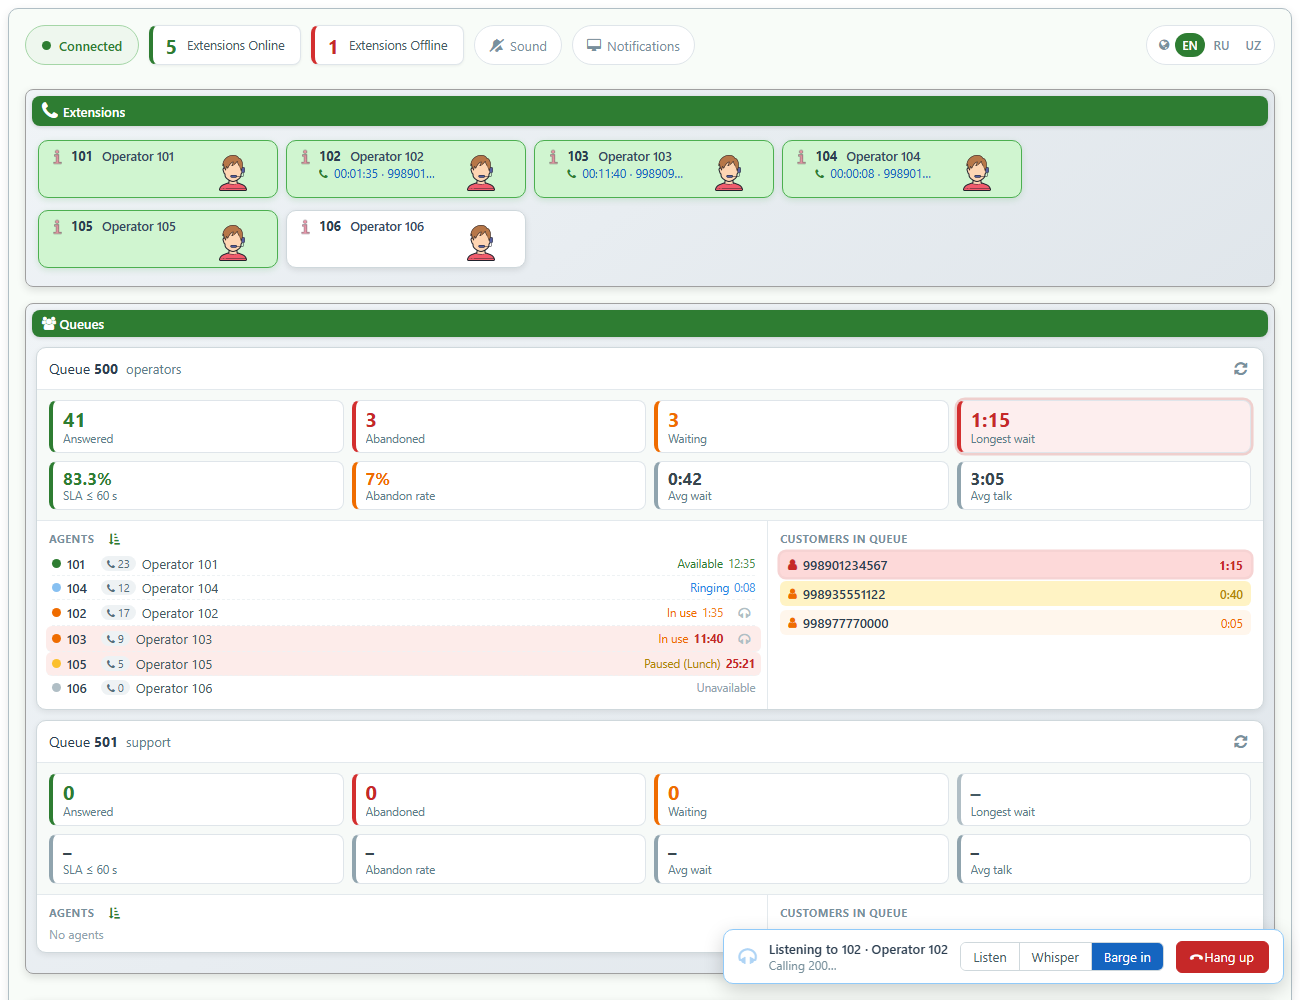 Connected
5 Extensions Online
1 Extensions Offline
Sound
Notifications
EN RU UZ
Extensions
101 Operator 101
102 Operator 102
00:01:35 · 998901...
103 Operator 103
00:11:40 · 998909...
104 Operator 104
00:00:08 · 998901...
105 Operator 105
106 Operator 106
Queues
Queue 500 operators
41
Answered
3
Abandoned
3
Waiting
1:15
Longest wait
83.3%
SLA ≤ 60 s
7%
Abandon rate
0:42
Avg wait
3:05
Avg talk
AGENTS
101 23 Operator 101 Available 12:35
104 12 Operator 104 Ringing 0:08
102 17 Operator 102 In use 1:35
103 9 Operator 103 In use 11:40
105 5 Operator 105 Paused (Lunch) 25:21
106 0 Operator 106 Unavailable
CUSTOMERS IN QUEUE
998901234567 1:15
998935551122 0:40
998977770000 0:05
Queue 501 support
0
Answered
0
Abandoned
0
Waiting
–
Longest wait
–
SLA ≤ 60 s
–
Abandon rate
–
Avg wait
–
Avg talk
AGENTS
No agents
CUSTOMERS IN QUEUE
Listening to 102 · Operator 102
Calling 200...
Listen
Whisper
Barge in
Hang up